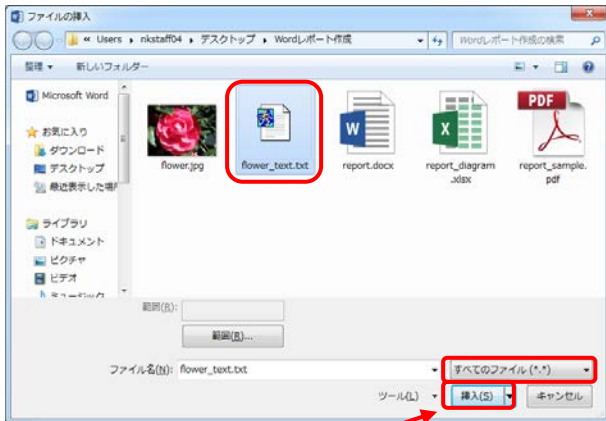 ファイルの挿入
« Users ▸ nkstaff04 ▸ デスクトップ ▸ Wordレポート作成
Wordレポート作成の検索
整理 新しいフォルダー
Microsoft Word
お気に入り
ダウンロード
デスクトップ
最近表示した場所
ライブラリ
ドキュメント
ピクチャ
ビデオ
ミュージック
flower.jpg
flower_text.txt
report.docx
report_diagram
.xlsx
PDF
report_sample.
pdf
範囲(R):
範囲(R)...
ファイル名(N): flower_text.txt
すべてのファイル (*.*)
ツール(L) 挿入(S) キャンセル